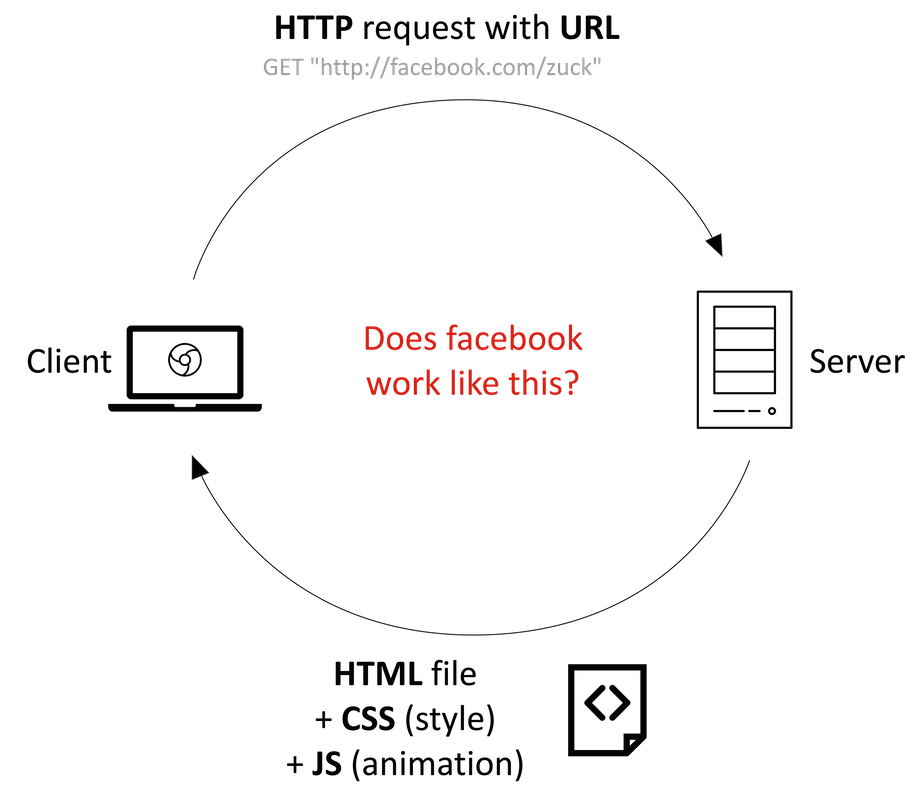 HTTP request with URL
GET "http://facebook.com/zuck"
Client
Does facebook
work like this?
Server
HTML file
+ CSS (style)
+ JS (animation)